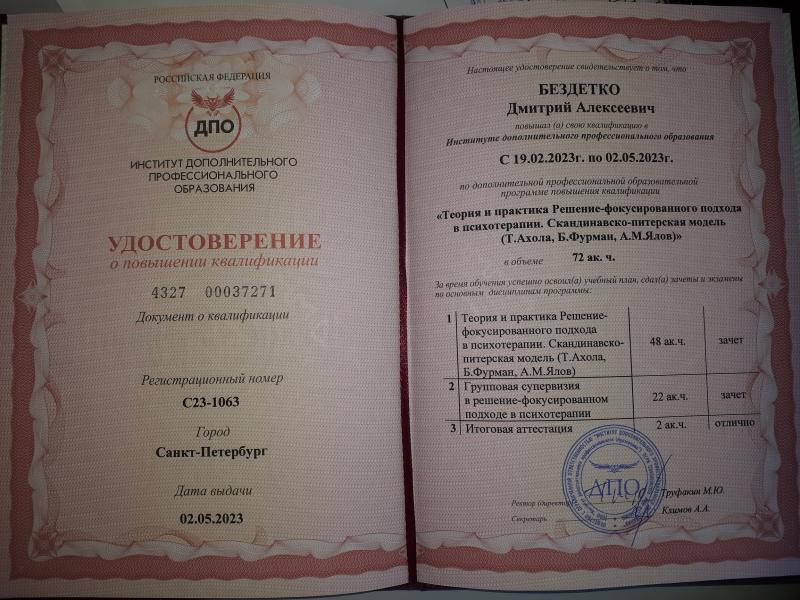 РОССИЙСКАЯ ФЕДЕРАЦИЯ
ДПО
ИНСТИТУТ ДОПОЛНИТЕЛЬНОГО
ПРОФЕССИОНАЛЬНОГО
ОБРАЗОВАНИЯ
УДОСТОВЕРЕНИЕ
о повышении квалификации
4327 00037271
Документ о квалификации
Регистрационный номер
С23-1063
Город
Санкт-Петербург
Дата выдачи
02.05.2023
Настоящее удостоверение свидетельствует о том, что
БЕЗДЕТКО
Дмитрий Алексеевич
повышал (а) свою квалификацию в
Институте дополнительного профессионального образования
С 19.02.2023г. по 02.05.2023г.
по дополнительной профессиональной образовательной
программе повышения квалификации
«Теория и практика Решение-фокусированного подхода
в психотерапии. Скандинавско-питерская модель
(Т.Ахола, Б.Фурман, А.М.Ялов)»
в объеме 72 ак. ч.
За время обучения успешно освоил(а) учебный план, сдал(а) зачеты и экзамены
по основным дисциплинам программы:
1 Теория и практика Решение-
фокусированного подхода
в психотерапии. Скандинавско-
питерская модель (Т.Ахола,
Б.Фурман, А.М.Ялов) 48 ак.ч. зачет
2 Групповая супервизия
в решение-фокусированном
подходе в психотерапии 22 ак.ч. зачет
3 Итоговая аттестация 2 ак.ч. отлично
ДПО
Ректор (директор) Труфакин М.Ю.
Секретарь Климов А.А.